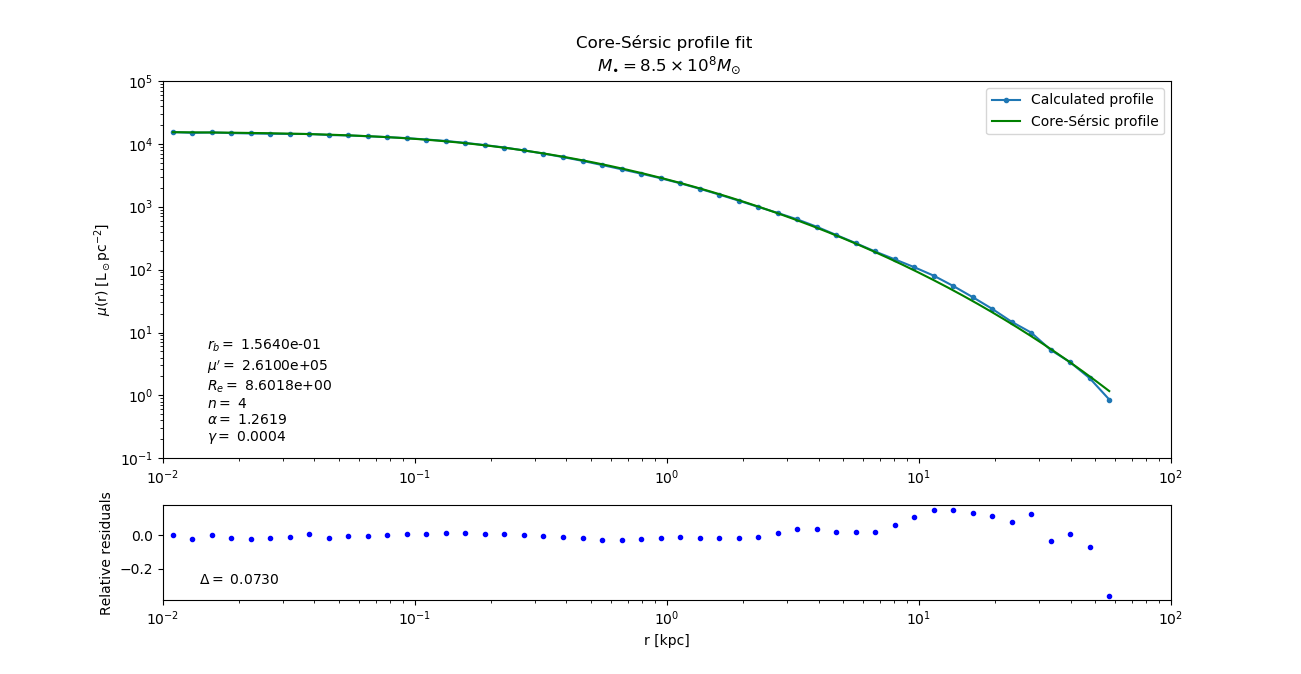 Core-Sérsic profile fit
M• = 8.5 × 10⁸M⊙
Calculated profile
Core-Sérsic profile
μ(r) [L⊙pc⁻²]
10⁵
10⁴
10³
10²
10¹
10⁰
10⁻¹
r_b = 1.5640e-01
μ′ = 2.6100e+05
R_e = 8.6018e+00
n = 4
α = 1.2619
γ = 0.0004
10⁻² 10⁻¹ 10⁰ 10¹ 10²
Relative residuals
0.0
−0.2
Δ = 0.0730
10⁻² 10⁻¹ 10⁰ 10¹ 10²
r [kpc]